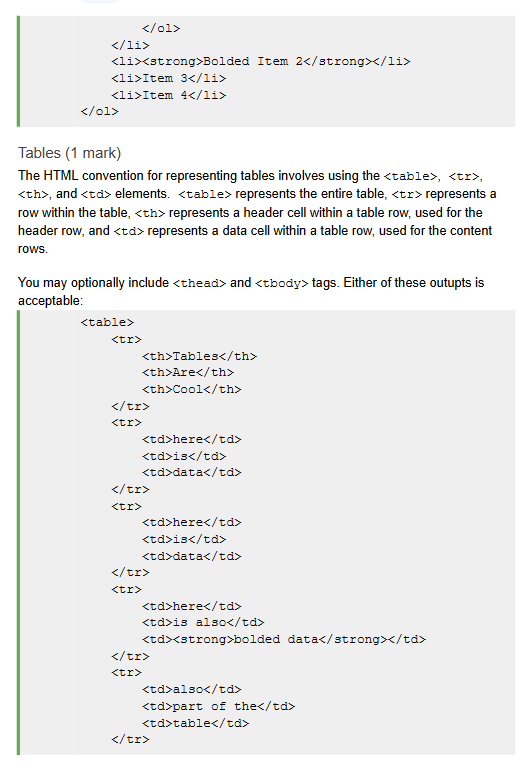 </ol>
</li>
<li><strong>Bolded Item 2</strong></li>
<li>Item 3</li>
<li>Item 4</li>
</ol>
Tables (1 mark)
The HTML convention for representing tables involves using the <table>, <tr>,
<th>, and <td> elements. <table> represents the entire table, <tr> represents a
row within the table, <th> represents a header cell within a table row, used for the
header row, and <td> represents a data cell within a table row, used for the content
rows.
You may optionally include <thead> and <tbody> tags. Either of these outupts is
acceptable:
<table>
<tr>
<th>Tables</th>
<th>Are</th>
<th>Cool</th>
</tr>
<tr>
<td>here</td>
<td>is</td>
<td>data</td>
</tr>
<tr>
<td>here</td>
<td>is</td>
<td>data</td>
</tr>
<tr>
<td>here</td>
<td>is also</td>
<td><strong>bolded data</strong></td>
</tr>
<tr>
<td>also</td>
<td>part of the</td>
<td>table</td>
</tr>